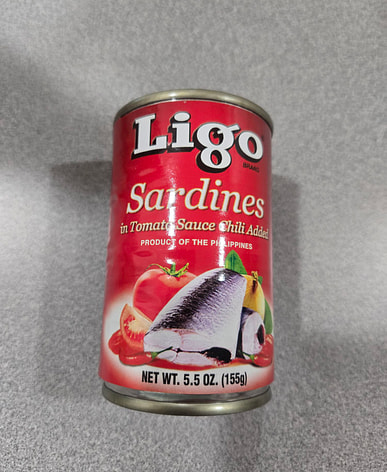 Ligo
BRAND
Sardines
in Tomato Sauce Chili Added
PRODUCT OF THE PHILIPPINES
NET WT. 5.5 OZ. (155g)